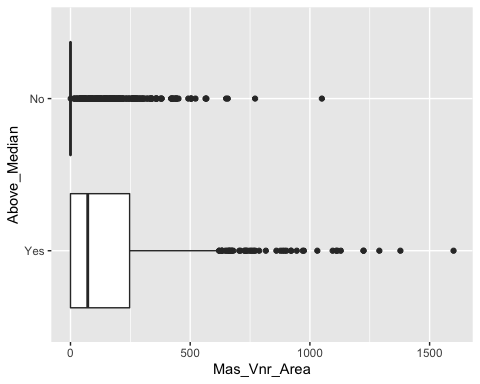 Above_Median
No
Yes
0
500
1000
1500
Mas_Vnr_Area